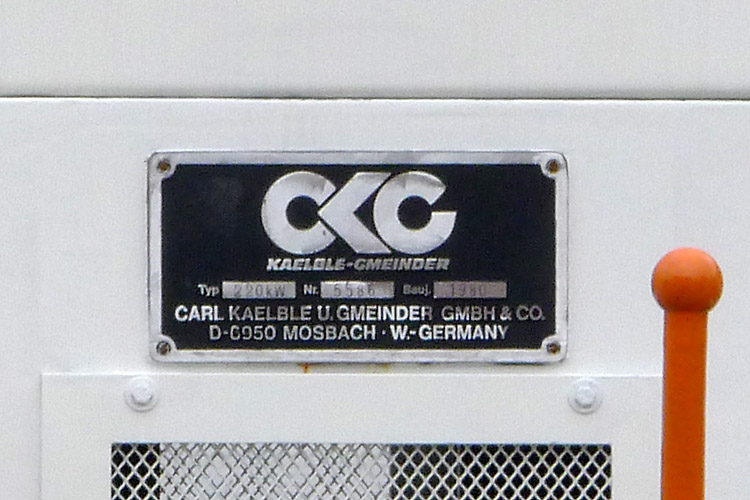 CKG
KAELBLE-GMEINDER
Typ 220kW Nr. 5586 Bauj. 1980
CARL KAELBLE U. GMEINDER GMBH & CO.
D-6950 MOSBACH · W.-GERMANY